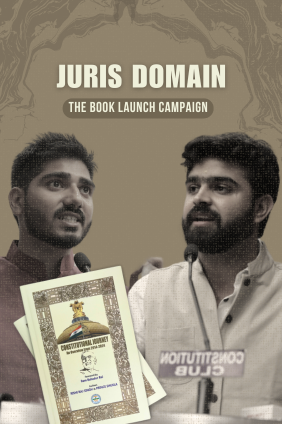 JURIS DOMAIN
THE BOOK LAUNCH CAMPAIGN
CONSTITUTIONAL JOURNEY
CONSTITUTION
CLUB